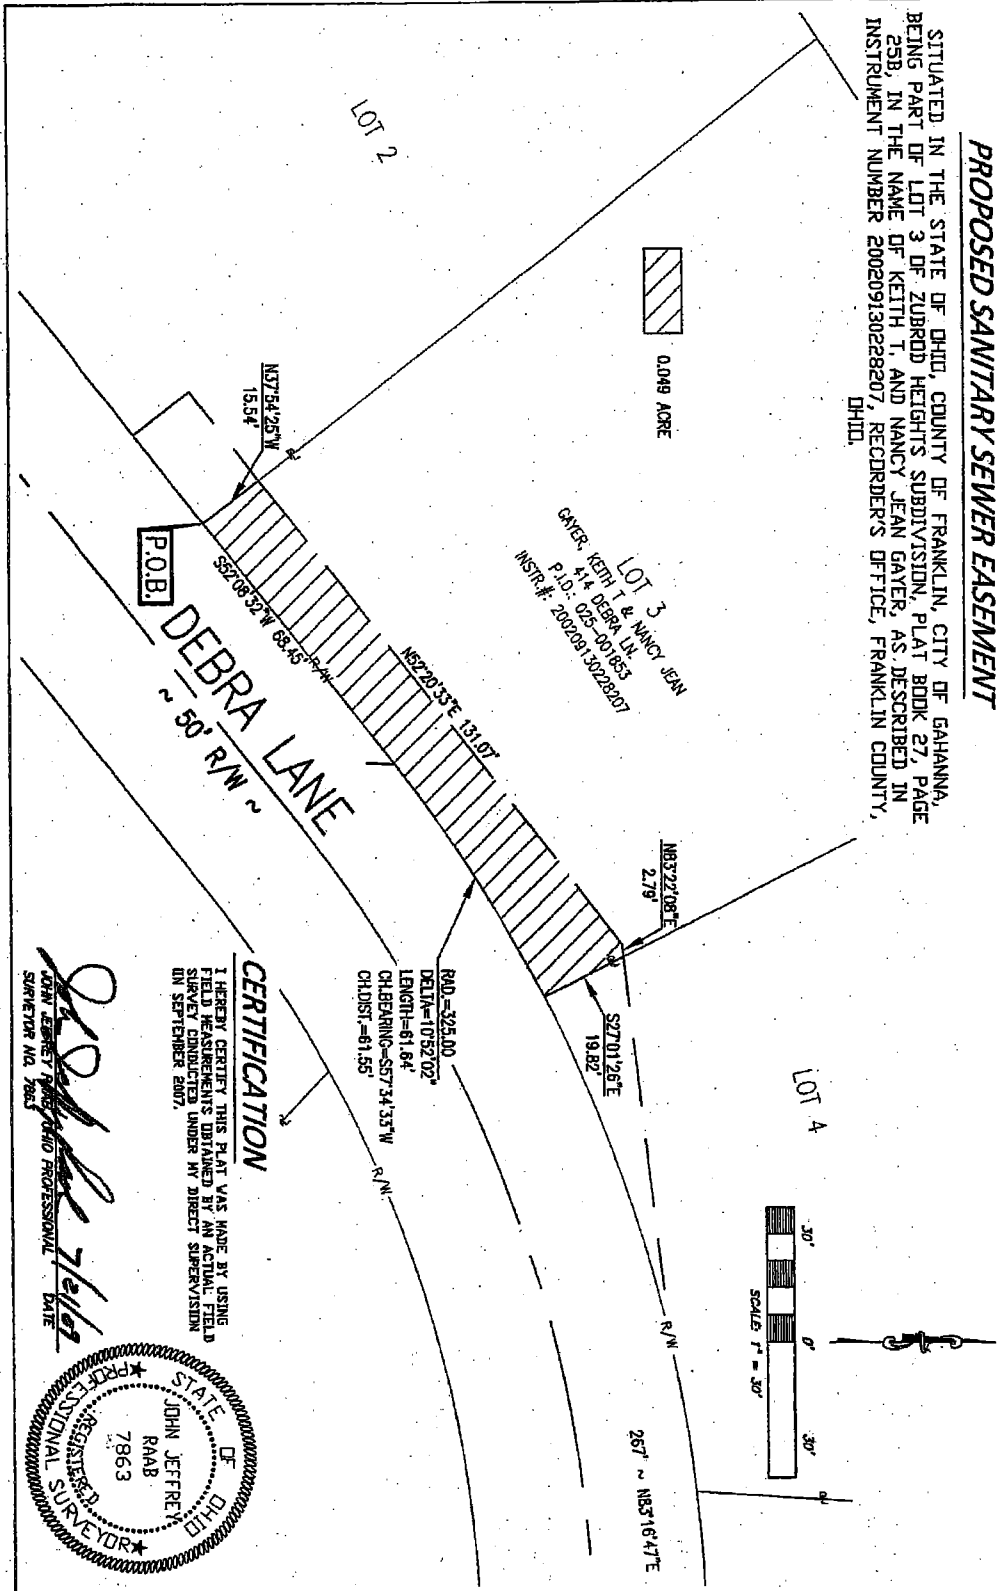 PROPOSED SANITARY SEWER EASEMENT
SITUATED IN THE STATE OF OHIO, COUNTY OF FRANKLIN, CITY OF GAHANNA,
BEING PART OF LOT 3 OF ZUBROD HEIGHTS SUBDIVISION, PLAT BOOK 27, PAGE
25B, IN THE NAME OF KEITH T. AND NANCY JEAN GAYER, AS DESCRIBED IN
INSTRUMENT NUMBER 200209130228207, RECORDER'S OFFICE, FRANKLIN COUNTY,
OHIO.
LOT 2
0.049 ACRE
LOT 3
GAYER, KEITH T & NANCY JEAN
414 DEBRA LN.
P.I.D.: 025-001853
INSTR.#: 200209130228207
LOT 4
30'
0'
30'
SCALE: 1" = 30'
N37°54'25"W
15.54'
P.O.B.
S52°08'32"W 68.45'
R/W
N52°20'33"E 131.07'
N83°22'08"E
2.79'
S27°01'26"E
19.82'
DEBRA LANE
~ 50' R/W ~
RAD.=325.00
DELTA=10°52'02"
LENGTH=61.64'
CH.BEARING=S57°34'33"W
CH.DIST.=61.55'
R/W
R/W
267' ~ N83°16'47"E
CERTIFICATION
I HEREBY CERTIFY THIS PLAT WAS MADE BY USING
FIELD MEASUREMENTS OBTAINED BY AN ACTUAL FIELD
SURVEY CONDUCTED UNDER MY DIRECT SUPERVISION
ON SEPTEMBER 2007.
JOHN JEFFREY RAAB, OHIO PROFESSIONAL DATE
SURVEYOR NO. 7863
STATE OF OHIO
JOHN JEFFREY
RAAB
7863
REGISTERED
★PROFESSIONAL SURVEYOR★